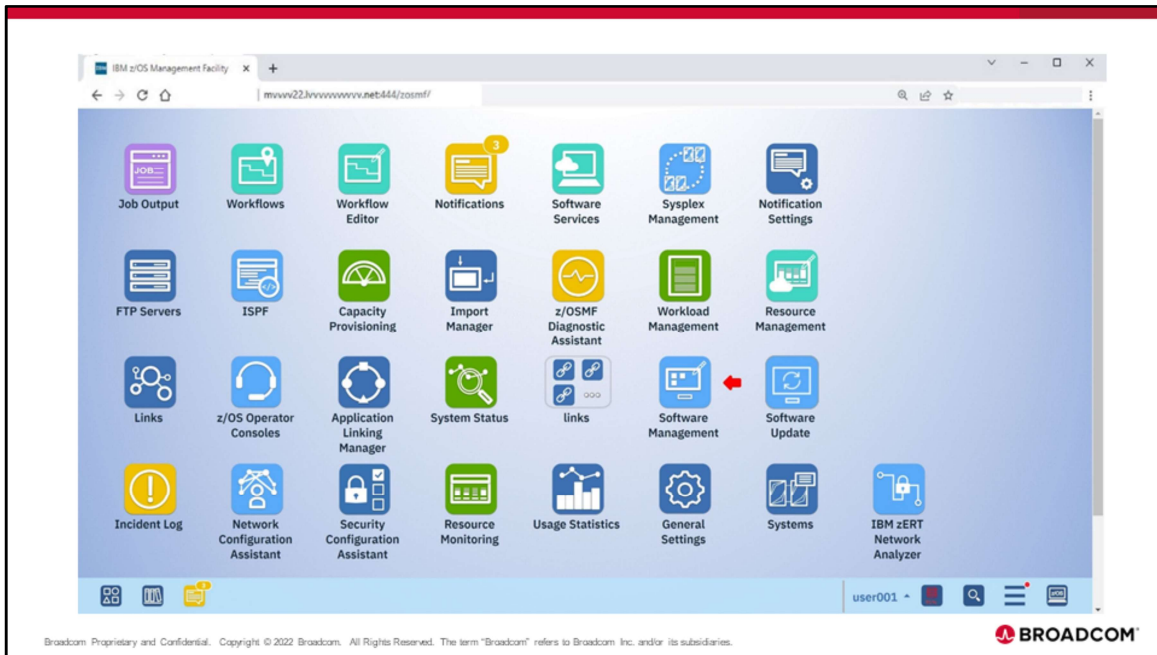 IBM z/OS Management Facility
mvvvv22.lvvvvvvvvvv.net:444/zosmf/
3
JOB
Job Output
Workflows
Workflow
Editor
Notifications
Software
Services
Sysplex
Management
Notification
Settings
FTP Servers
ISPF
Capacity
Provisioning
Import
Manager
z/OSMF
Diagnostic
Assistant
Workload
Management
Resource
Management
Links
z/OS Operator
Consoles
Application
Linking
Manager
System Status
links
Software
Management
Software
Update
Incident Log
Network
Configuration
Assistant
Security
Configuration
Assistant
Resource
Monitoring
Usage Statistics
General
Settings
Systems
IBM zERT
Network
Analyzer
user001
Broadcom Proprietary and Confidential. Copyright © 2022 Broadcom. All Rights Reserved. The term "Broadcom" refers to Broadcom Inc. and/or its subsidiaries.
BROADCOM